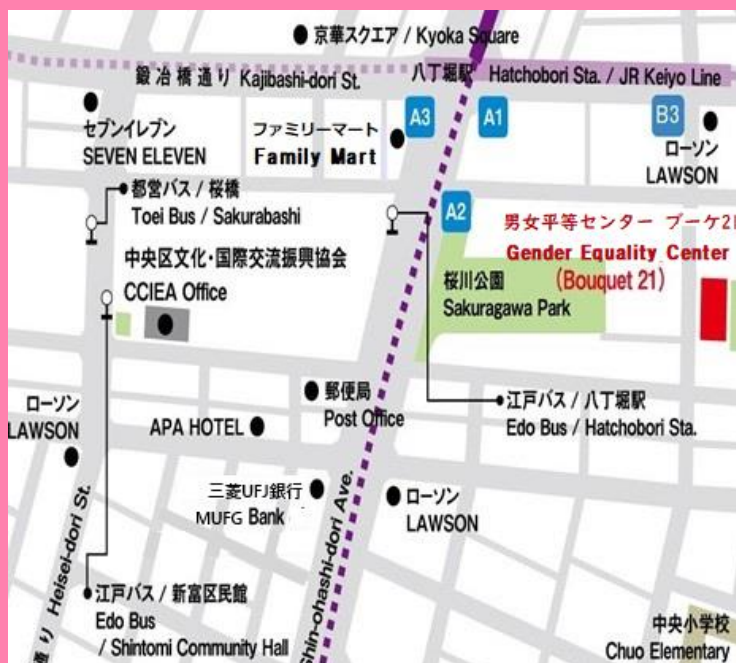 京華スクエア / Kyoka Square
鍛冶橋通り Kajibashi-dori St.
八丁堀駅 Hatchobori Sta. / JR Keiyo Line
セブンイレブン
SEVEN ELEVEN
ファミリーマート
Family Mart
A3
A1
B3
ローソン
LAWSON
都営バス / 桜橋
Toei Bus / Sakurabashi
A2
男女平等センター ブーケ21
Gender Equality Center
(Bouquet 21)
中央区文化・国際交流振興協会
CCIEA Office
桜川公園
Sakuragawa Park
郵便局
Post Office
江戸バス / 八丁堀駅
Edo Bus / Hatchobori Sta.
ローソン
LAWSON
APA HOTEL
三菱UFJ銀行
MUFG Bank
ローソン
LAWSON
通り Heisei-dori St.
Shin-ohashi-dori Ave.
江戸バス / 新富区民館
Edo Bus
/ Shintomi Community Hall
中央小学校
Chuo Elementary